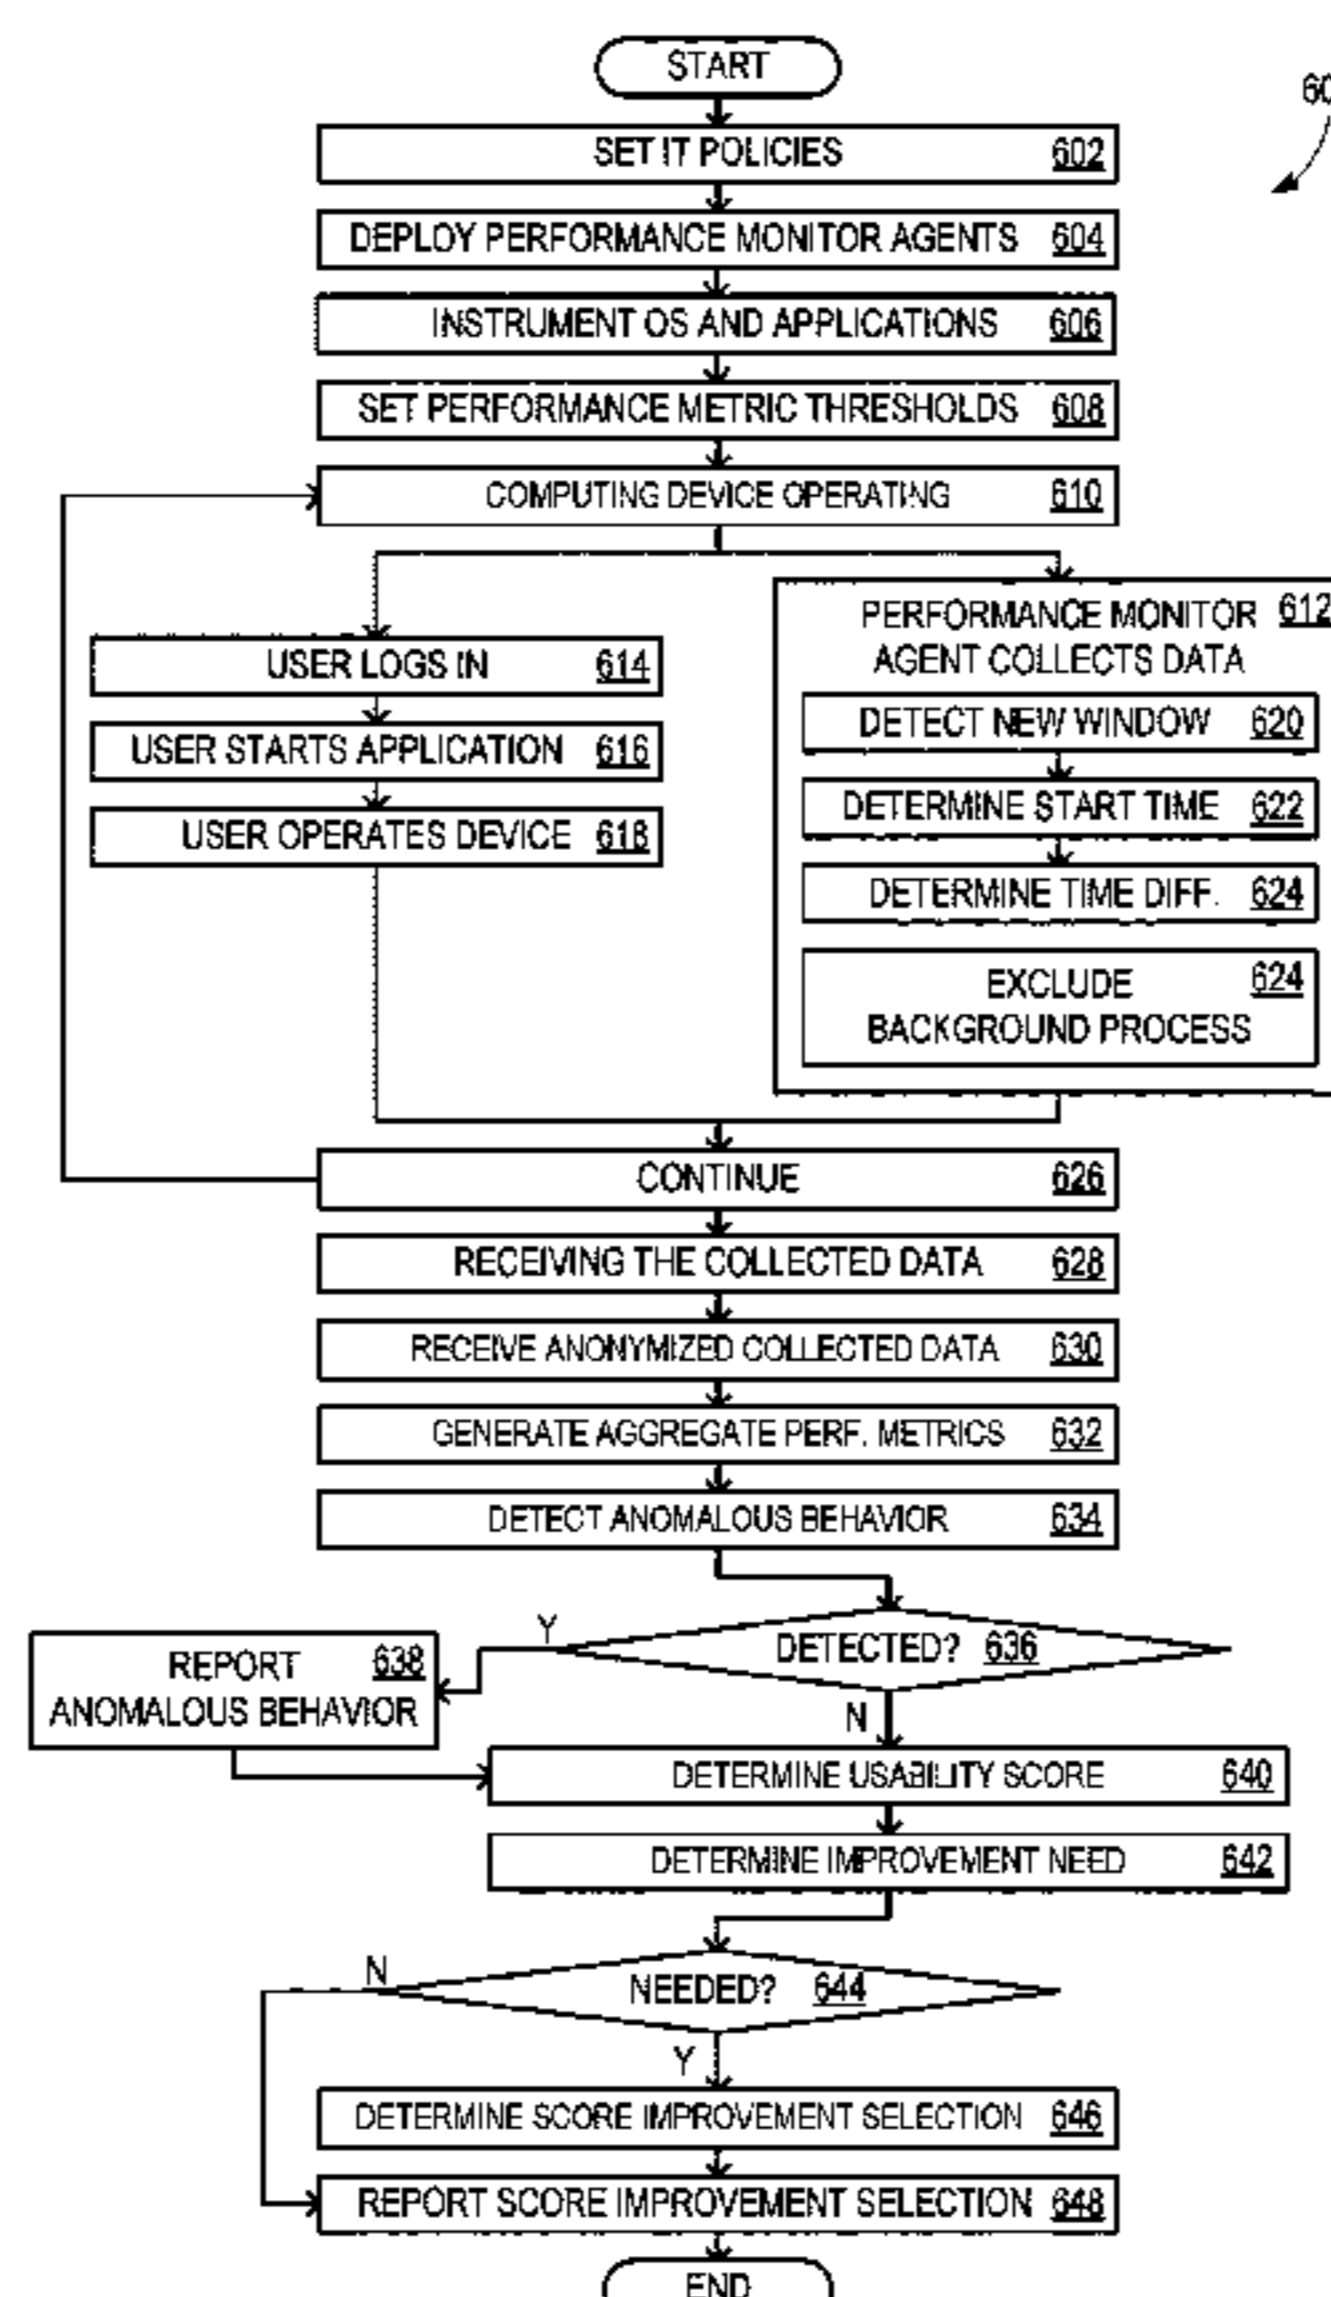 START
60
SET IT POLICIES 602
DEPLOY PERFORMANCE MONITOR AGENTS 604
INSTRUMENT OS AND APPLICATIONS 606
SET PERFORMANCE METRIC THRESHOLDS 608
COMPUTING DEVICE OPERATING 610
USER LOGS IN 614
USER STARTS APPLICATION 616
USER OPERATES DEVICE 618
PERFORMANCE MONITOR 612
AGENT COLLECTS DATA
DETECT NEW WINDOW 620
DETERMINE START TIME 622
DETERMINE TIME DIFF. 624
EXCLUDE 624
BACKGROUND PROCESS
CONTINUE 626
RECEIVING THE COLLECTED DATA 628
RECEIVE ANONYMIZED COLLECTED DATA 630
GENERATE AGGREGATE PERF. METRICS 632
DETECT ANOMALOUS BEHAVIOR 634
DETECTED? 636
Y
N
REPORT 638
ANOMALOUS BEHAVIOR
DETERMINE USABILITY SCORE 640
DETERMINE IMPROVEMENT NEED 642
NEEDED? 644
N
Y
DETERMINE SCORE IMPROVEMENT SELECTION 646
REPORT SCORE IMPROVEMENT SELECTION 648
END